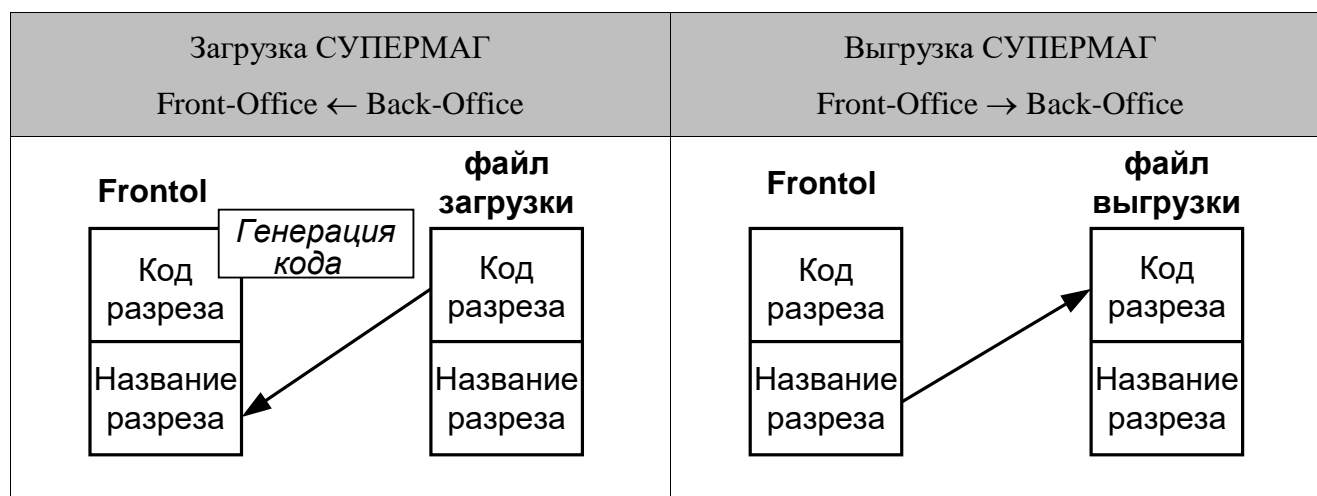 Загрузка СУПЕРМАГ
Front-Office ← Back-Office
Выгрузка СУПЕРМАГ
Front-Office → Back-Office
Frontol
файл
загрузки
Генерация
кода
Код
разреза
Название
разреза
Код
разреза
Название
разреза
Frontol
файл
выгрузки
Код
разреза
Название
разреза
Код
разреза
Название
разреза